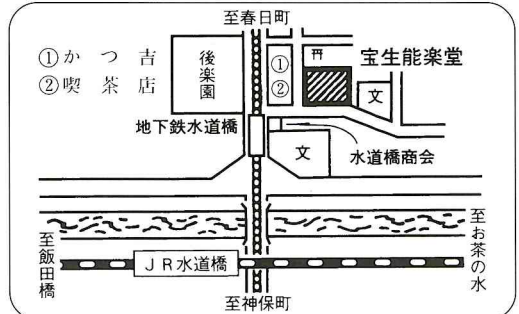 至春日町
①かつ吉
②喫茶店
後楽園
①
②
宝生能楽堂
文
地下鉄水道橋
文
水道橋商会
至飯田橋
至お茶の水
JR水道橋
至神保町